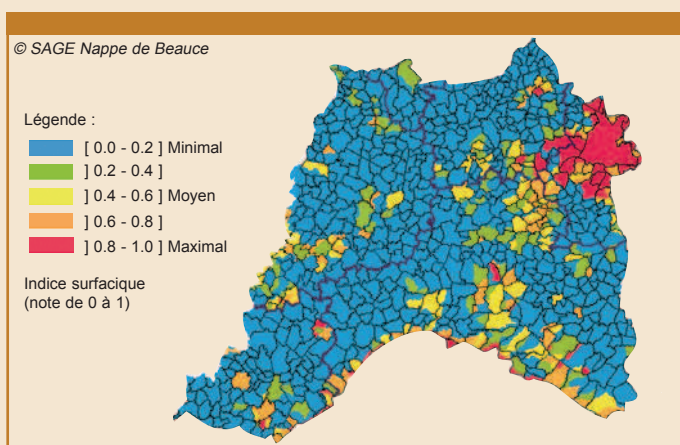 © SAGE Nappe de Beauce
Légende :
[ 0.0 - 0.2 ] Minimal
] 0.2 - 0.4 ]
] 0.4 - 0.6 ] Moyen
] 0.6 - 0.8 ]
] 0.8 - 1.0 ] Maximal
Indice surfacique
(note de 0 à 1)